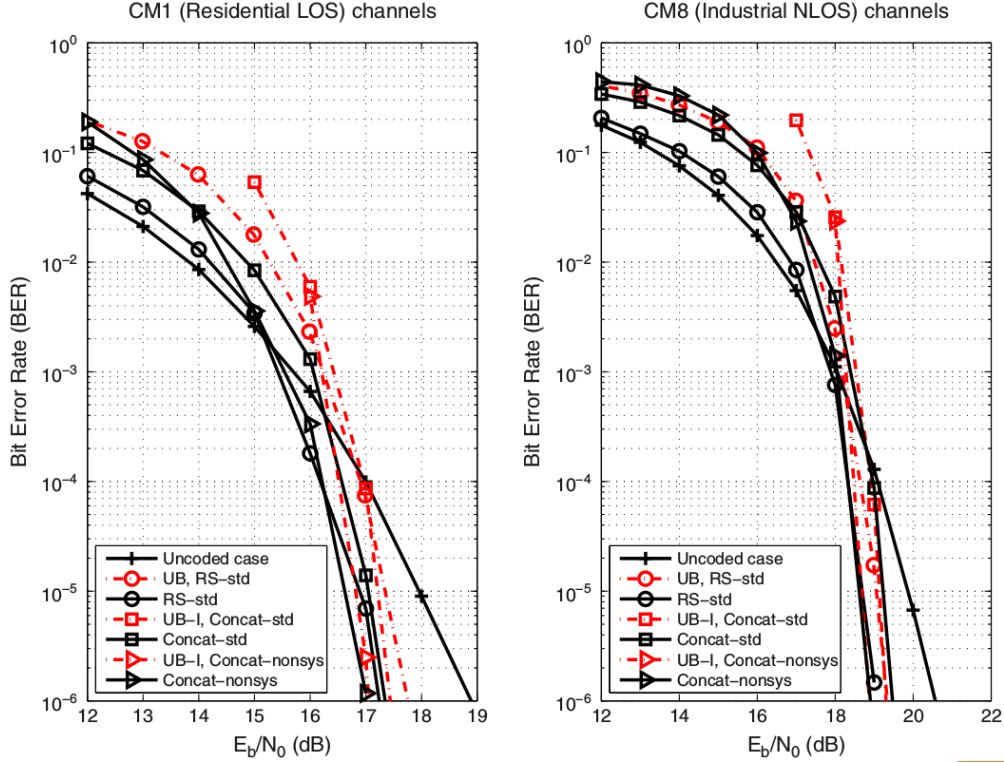 CM1 (Residential LOS) channels
10^0
10^-1
10^-2
10^-3
10^-4
10^-5
10^-6
Bit Error Rate (BER)
Uncoded case
UB, RS-std
RS-std
UB-I, Concat-std
Concat-std
UB-I, Concat-nonsys
Concat-nonsys
12 13 14 15 16 17 18 19
E_b/N_0 (dB)
CM8 (Industrial NLOS) channels
10^0
10^-1
10^-2
10^-3
10^-4
10^-5
10^-6
Bit Error Rate (BER)
Uncoded case
UB, RS-std
RS-std
UB-I, Concat-std
Concat-std
UB-I, Concat-nonsys
Concat-nonsys
12 14 16 18 20 22
E_b/N_0 (dB)